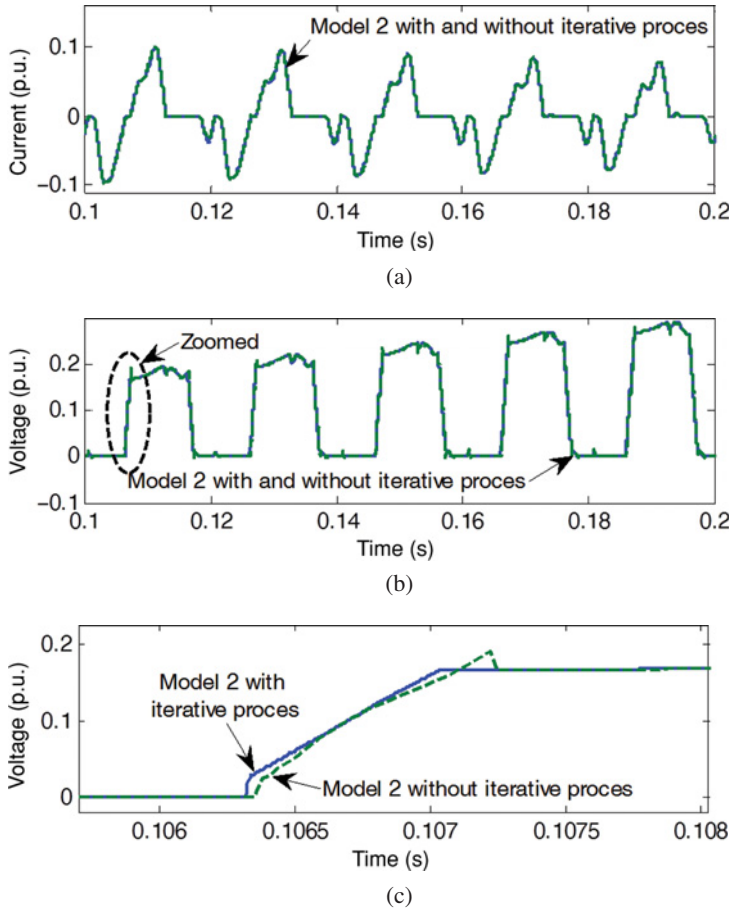 Model 2 with and without iterative proces
Current (p.u.)
0.1
0
−0.1
0.1 0.12 0.14 0.16 0.18 0.2
Time (s)
(a)
Zoomed
Voltage (p.u.)
0.2
0.1
0
−0.1
Model 2 with and without iterative proces
0.1 0.12 0.14 0.16 0.18 0.2
Time (s)
(b)
Voltage (p.u.)
0.2
0.1
0
Model 2 with
iterative proces
Model 2 without iterative proces
0.106 0.1065 0.107 0.1075 0.108
Time (s)
(c)